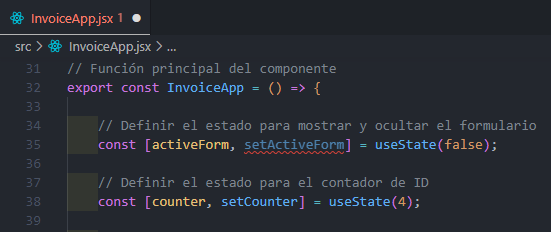 InvoiceApp.jsx 1
src > InvoiceApp.jsx > ...
31 // Función principal del componente
32 export const InvoiceApp = () => {
33
34 // Definir el estado para mostrar y ocultar el formulario
35 const [activeForm, setActiveForm] = useState(false);
36
37 // Definir el estado para el contador de ID
38 const [counter, setCounter] = useState(4);
39